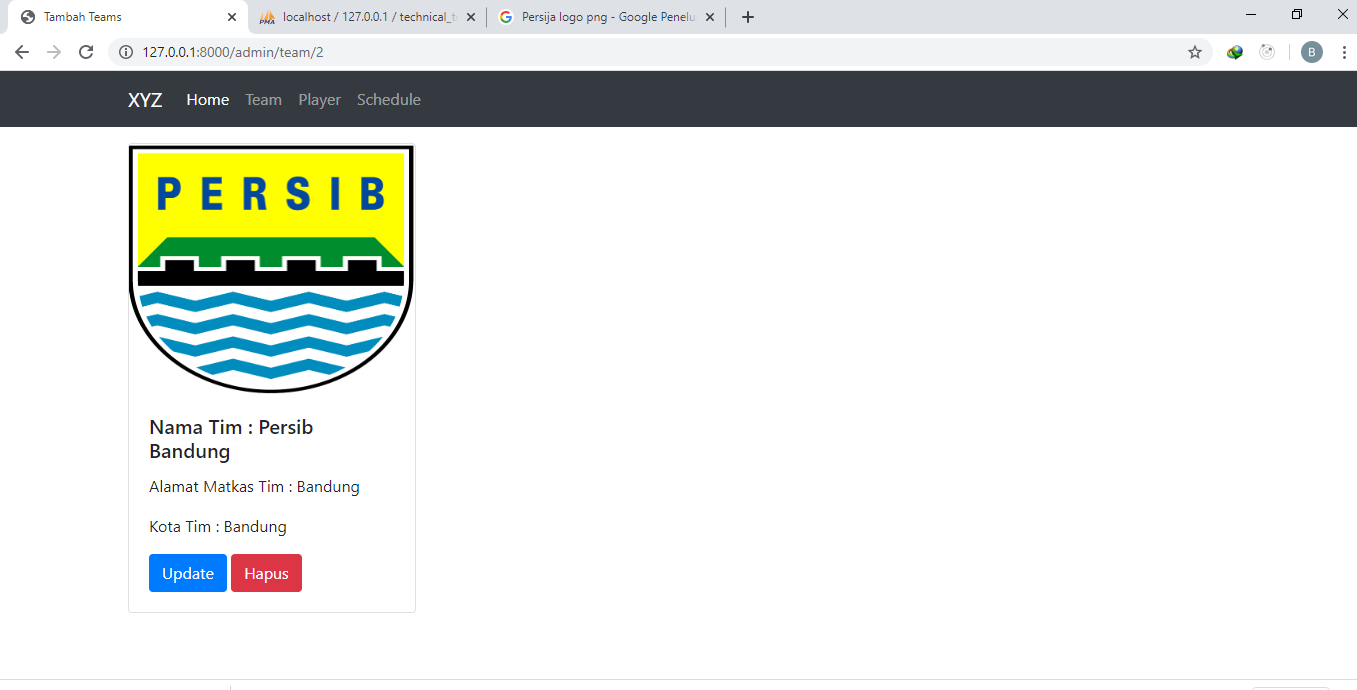 Tambah Teams
localhost / 127.0.0.1 / technical_t
Persija logo png - Google Penelu
127.0.0.1:8000/admin/team/2
B
XYZ Home Team Player Schedule
PERSIB
Nama Tim : Persib
Bandung
Alamat Matkas Tim : Bandung
Kota Tim : Bandung
Update Hapus